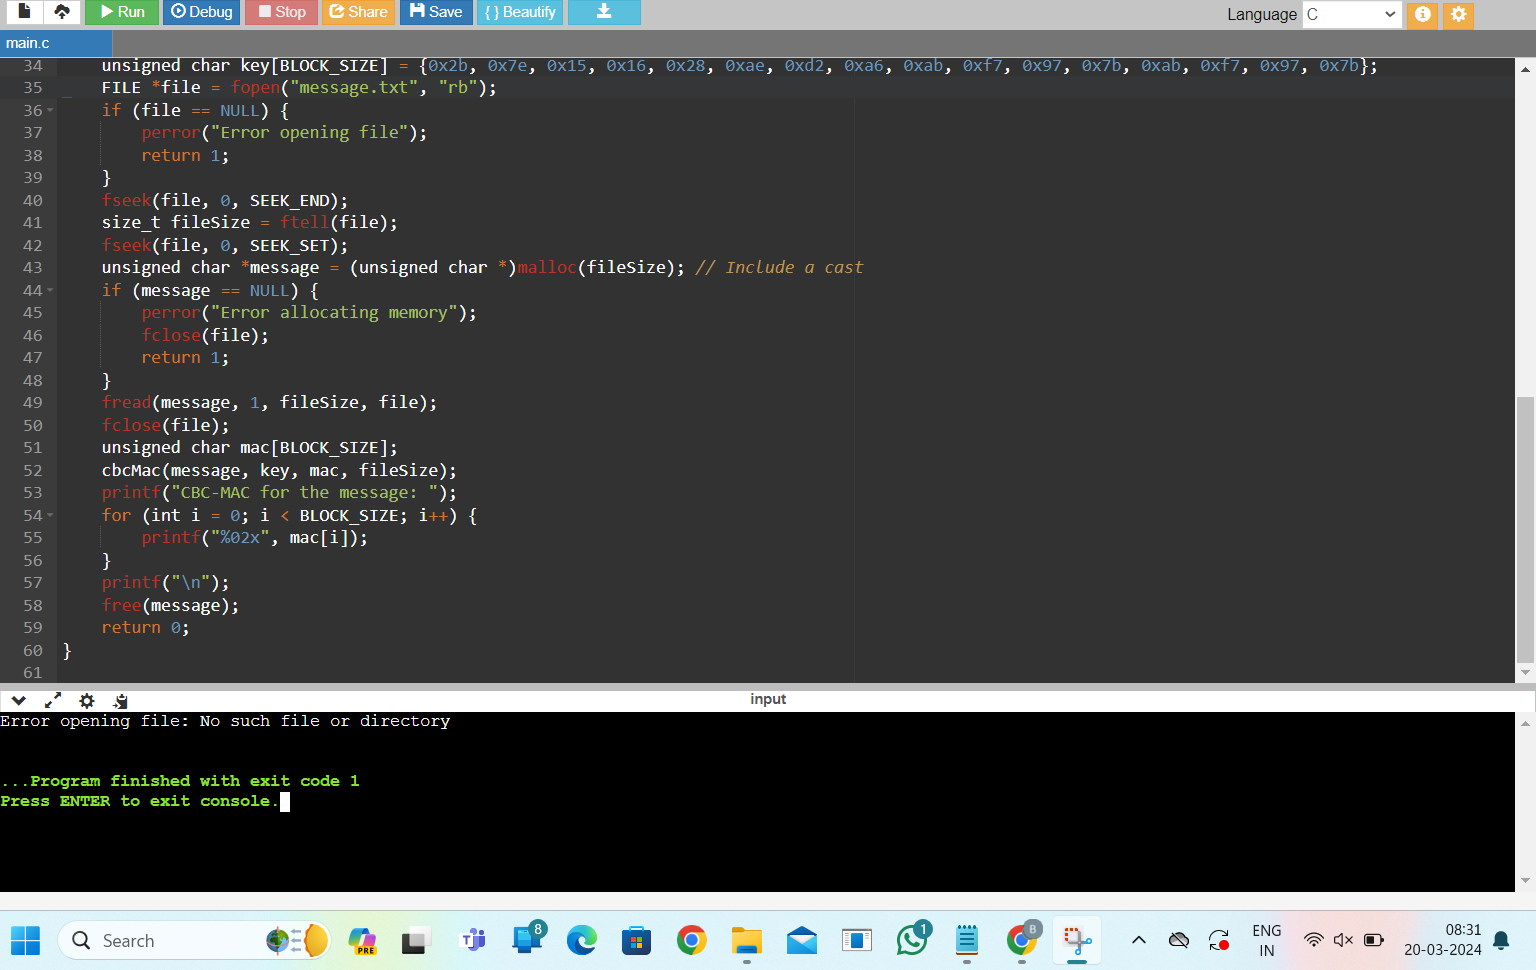 Run Debug Stop Share Save { } Beautify Language C
main.c
34 unsigned char key[BLOCK_SIZE] = {0x2b, 0x7e, 0x15, 0x16, 0x28, 0xae, 0xd2, 0xa6, 0xab, 0xf7, 0x97, 0x7b, 0xab, 0xf7, 0x97, 0x7b};
35 FILE *file = fopen("message.txt", "rb");
36 if (file == NULL) {
37 perror("Error opening file");
38 return 1;
39 }
40 fseek(file, 0, SEEK_END);
41 size_t fileSize = ftell(file);
42 fseek(file, 0, SEEK_SET);
43 unsigned char *message = (unsigned char *)malloc(fileSize); // Include a cast
44 if (message == NULL) {
45 perror("Error allocating memory");
46 fclose(file);
47 return 1;
48 }
49 fread(message, 1, fileSize, file);
50 fclose(file);
51 unsigned char mac[BLOCK_SIZE];
52 cbcMac(message, key, mac, fileSize);
53 printf("CBC-MAC for the message: ");
54 for (int i = 0; i < BLOCK_SIZE; i++) {
55 printf("%02x", mac[i]);
56 }
57 printf("\n");
58 free(message);
59 return 0;
60 }
61
input
Error opening file: No such file or directory
...Program finished with exit code 1
Press ENTER to exit console.
Search PRE 8 1 B ENG 08:31
IN 20-03-2024